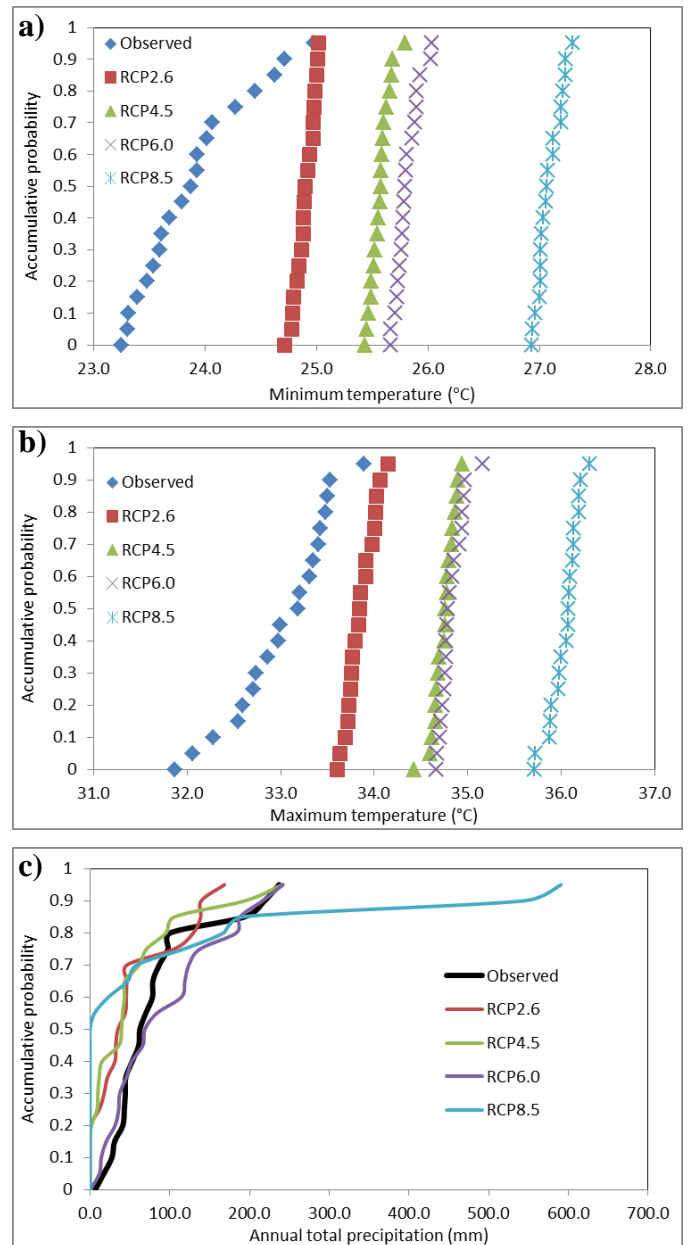 a)
Observed
RCP2.6
RCP4.5
RCP6.0
RCP8.5
Accumulative probability
1
0.9
0.8
0.7
0.6
0.5
0.4
0.3
0.2
0.1
0
23.0 24.0 25.0 26.0 27.0 28.0
Minimum temperature (°C)
b)
Observed
RCP2.6
RCP4.5
RCP6.0
RCP8.5
Accumulative probability
1
0.9
0.8
0.7
0.6
0.5
0.4
0.3
0.2
0.1
0
31.0 32.0 33.0 34.0 35.0 36.0 37.0
Maximum temperature (°C)
c)
Observed
RCP2.6
RCP4.5
RCP6.0
RCP8.5
Accumulative probability
1
0.9
0.8
0.7
0.6
0.5
0.4
0.3
0.2
0.1
0
0.0 100.0 200.0 300.0 400.0 500.0 600.0 700.0
Annual total precipitation (mm)